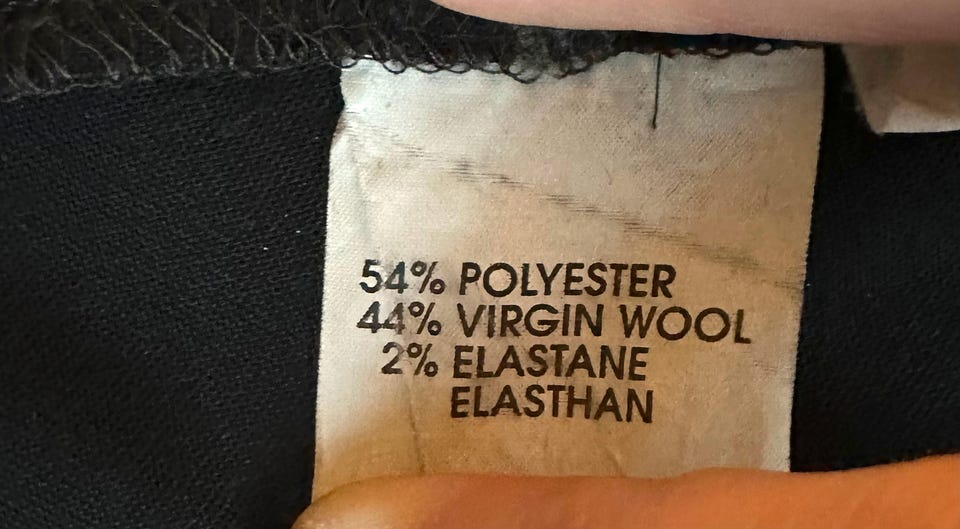 54% POLYESTER
44% VIRGIN WOOL
2% ELASTANE
ELASTHAN